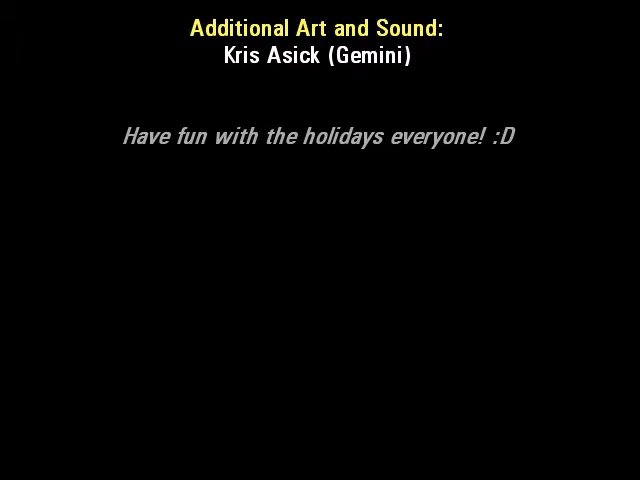 Additional Art and Sound:
Kris Asick (Gemini)
Have fun with the holidays everyone! :D